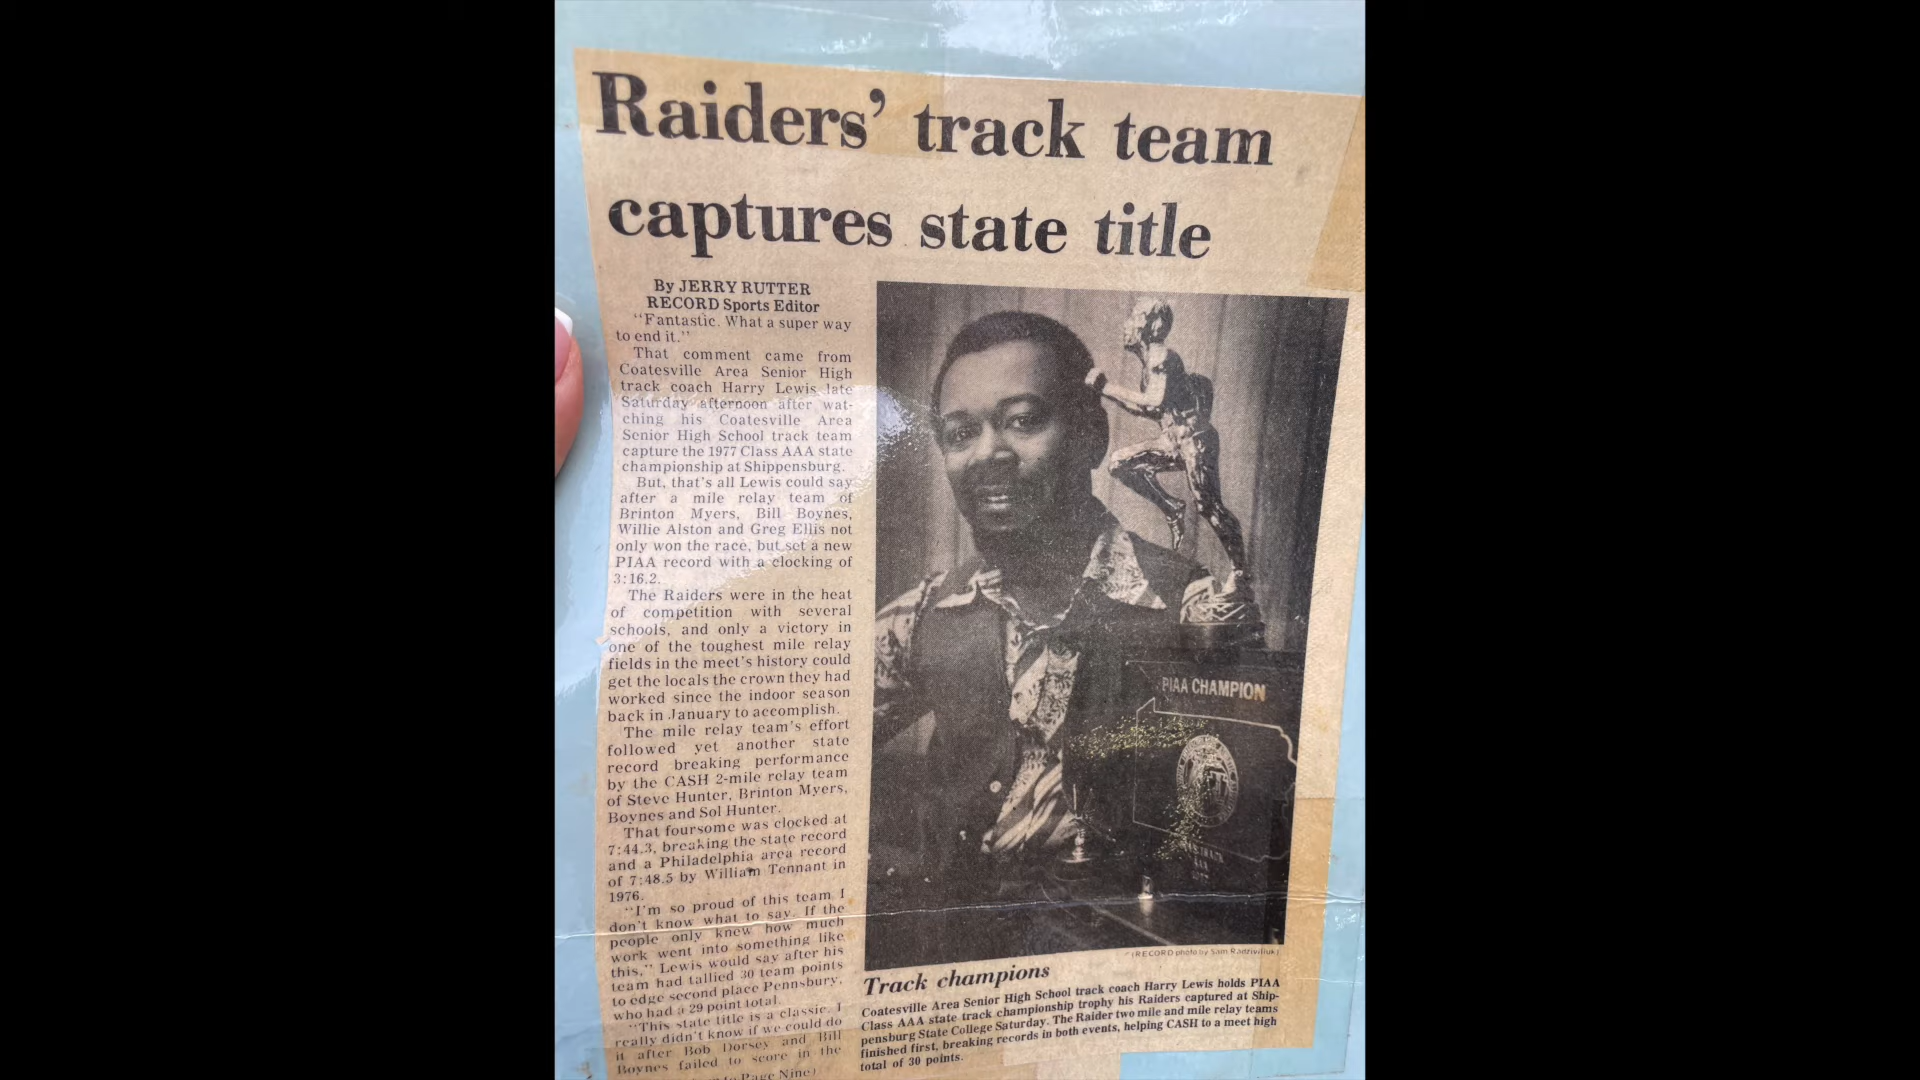 Raiders’ track team
captures state title
By JERRY RUTTER
RECORD Sports Editor
“Fantastic. What a super way
to end it.”
That comment came from
Coatesville Area Senior High
track coach Harry Lewis late
Saturday afternoon after wat-
ching his Coatesville Area
Senior High School track team
capture the 1977 Class AAA state
championship at Shippensburg.
But, that’s all Lewis could say
after a mile relay team of
Brinton Myers, Bill Boynes,
Willie Alston and Greg Ellis not
only won the race, but set a new
PIAA record with a clocking of
3:16.2.
The Raiders were in the heat
of competition with several
schools, and only a victory in
one of the toughest mile relay
fields in the meet’s history could
get the locals the crown they had
worked since the indoor season
back in January to accomplish.
The mile relay team’s effort
followed yet another state
record breaking performance
by the CASH 2-mile relay team
of Steve Hunter, Brinton Myers,
Boynes and Sol Hunter.
That foursome was clocked at
7:44.3, breaking the state record
and a Philadelphia area record
of 7:48.5 by William Tennant in
1976.
“I’m so proud of this team. I
don’t know what to say. If the
people only knew how much
work went into something like
this,” Lewis would say after his
team had tallied 30 team points
to edge second place Pennsbury,
who had a 29 point total.
“This state title is a classic. I
really didn’t know if we could do
it after Bob Dorsey and Bill
Boynes failed to score in the
to Page Nine)
PIAA CHAMPION
(RECORD photo by Sam Radziviliuk)
Track champions
Coatesville Area Senior High School track coach Harry Lewis holds PIAA
Class AAA state track championship trophy his Raiders captured at Ship-
pensburg State College Saturday. The Raider two mile and mile relay teams
finished first, breaking records in both events, helping CASH to a meet high
total of 30 points.